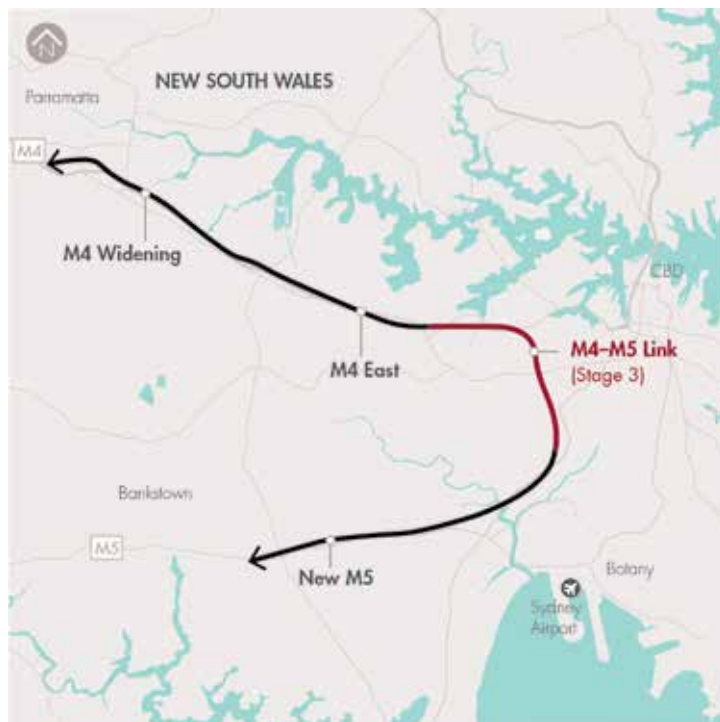 N
NEW SOUTH WALES
Parramatta
M4
M4 Widening
CBD
M4 East
M4–M5 Link
(Stage 3)
Bankstown
M5
New M5
Botany
Sydney
Airport